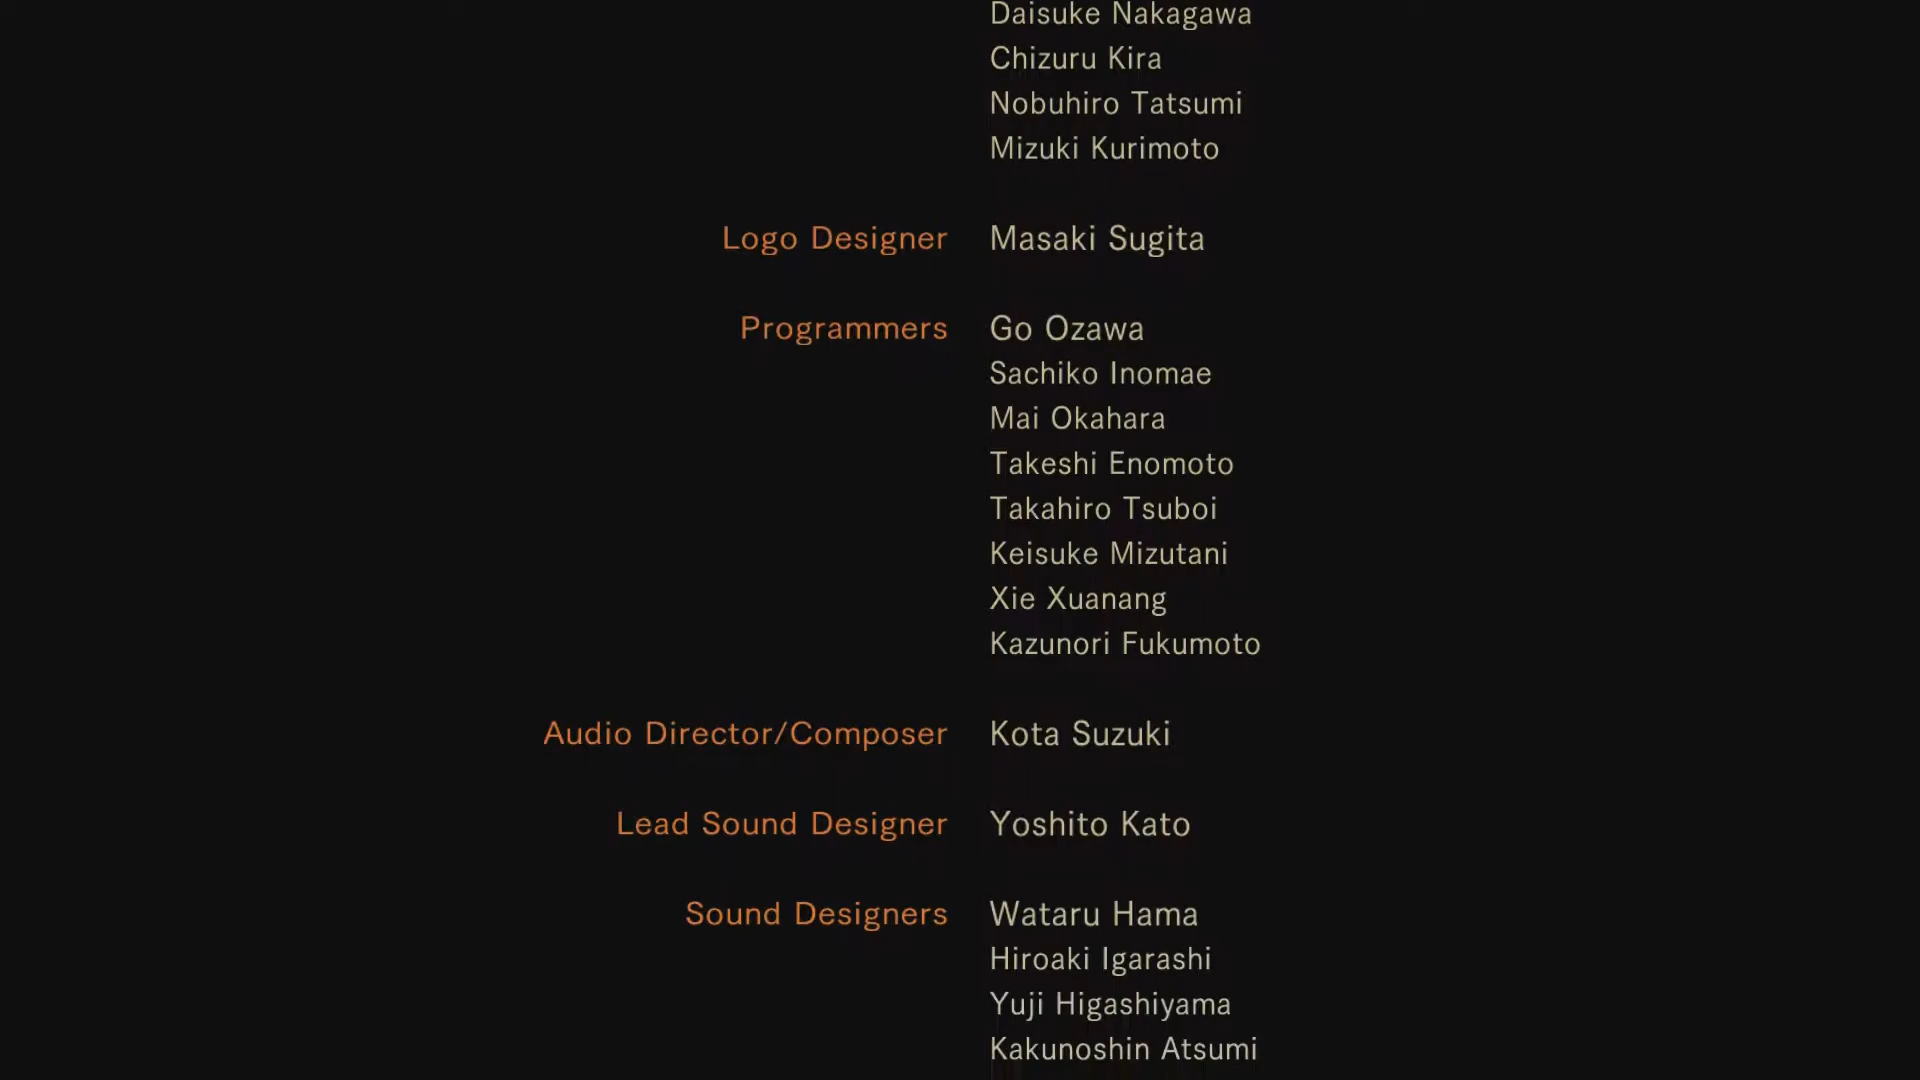 Daisuke Nakagawa
Chizuru Kira
Nobuhiro Tatsumi
Mizuki Kurimoto
Logo Designer Masaki Sugita
Programmers Go Ozawa
Sachiko Inomae
Mai Okahara
Takeshi Enomoto
Takahiro Tsuboi
Keisuke Mizutani
Xie Xuanang
Kazunori Fukumoto
Audio Director/Composer Kota Suzuki
Lead Sound Designer Yoshito Kato
Sound Designers Wataru Hama
Hiroaki Igarashi
Yuji Higashiyama
Kakunoshin Atsumi